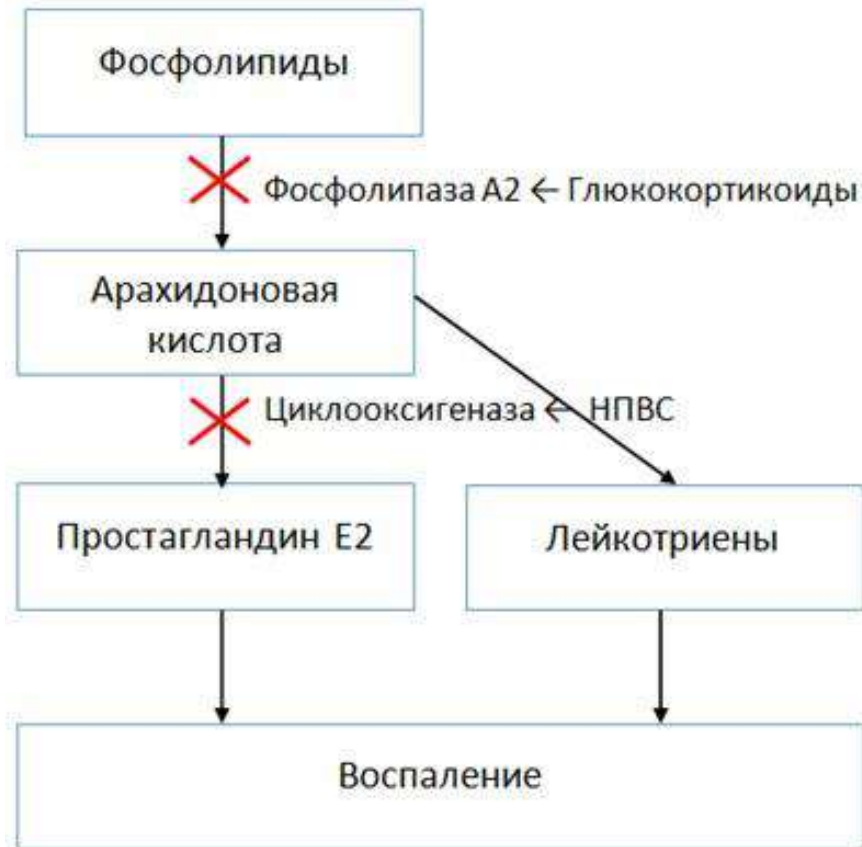 Фосфолипиды
Фосфолипаза А2 ← Глюкокортикоиды
Арахидоновая
кислота
Циклооксигеназа ← НПВС
Простагландин Е2
Лейкотриены
Воспаление